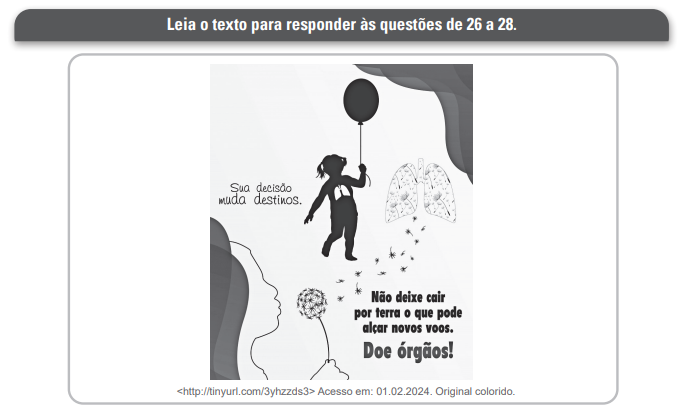 Leia o texto para responder às questões de 26 a 28.
Sua decisão
muda destinos.
Não deixe cair
por terra o que pode
alçar novos voos.
Doe órgãos!
<http://tinyurl.com/3yhzzds3> Acesso em: 01.02.2024. Original colorido.